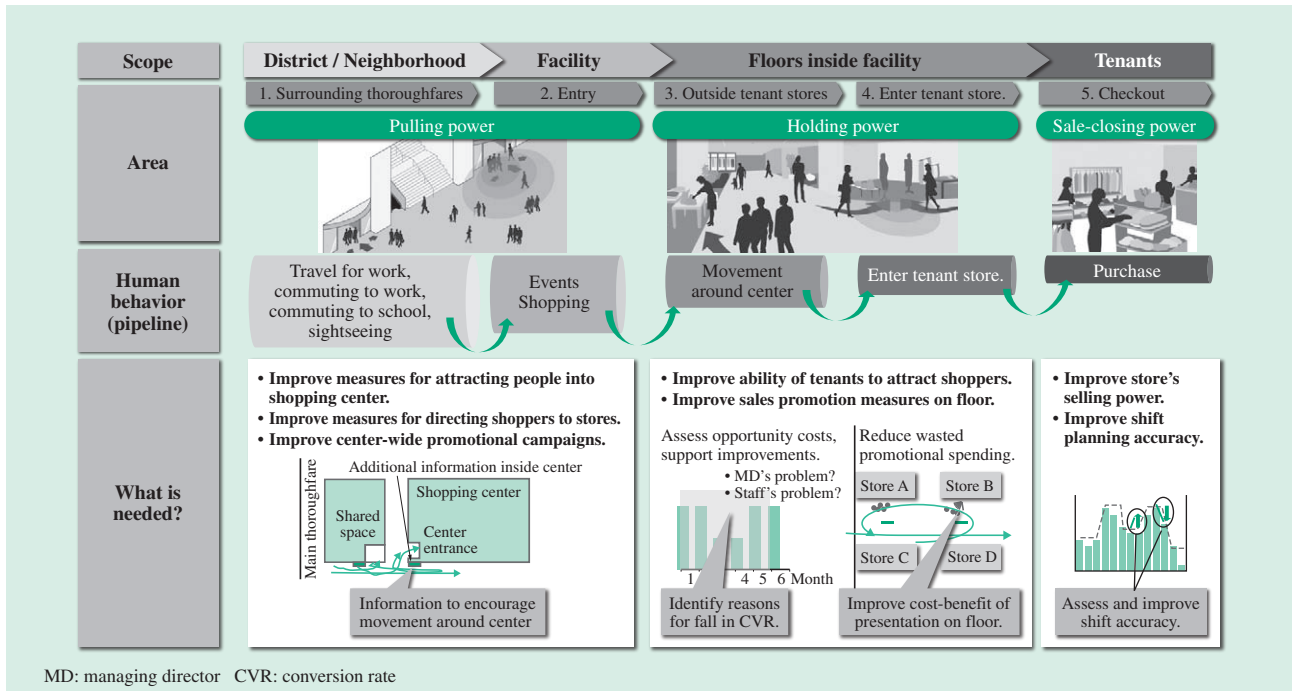 Scope
District / Neighborhood
Facility
Floors inside facility
Tenants
Area
1. Surrounding thoroughfares
2. Entry
3. Outside tenant stores
4. Enter tenant store.
5. Checkout
Pulling power
Holding power
Sale-closing power
Human
behavior
(pipeline)
Travel for work,
commuting to work,
commuting to school,
sightseeing
Events
Shopping
Movement
around center
Enter tenant store.
Purchase
What is
needed?
• Improve measures for attracting people into
shopping center.
• Improve measures for directing shoppers to stores.
• Improve center-wide promotional campaigns.
Additional information inside center
Main thoroughfare
Shared
space
Shopping center
Center
entrance
Information to encourage
movement around center
• Improve ability of tenants to attract shoppers.
• Improve sales promotion measures on floor.
Assess opportunity costs,
support improvements.
• MD's problem?
• Staff's problem?
1 4 5 6 Month
Identify reasons
for fall in CVR.
Reduce wasted
promotional spending.
Store A
Store B
Store C
Store D
Improve cost-benefit of
presentation on floor.
• Improve store's
selling power.
• Improve shift
planning accuracy.
Assess and improve
shift accuracy.
MD: managing director CVR: conversion rate